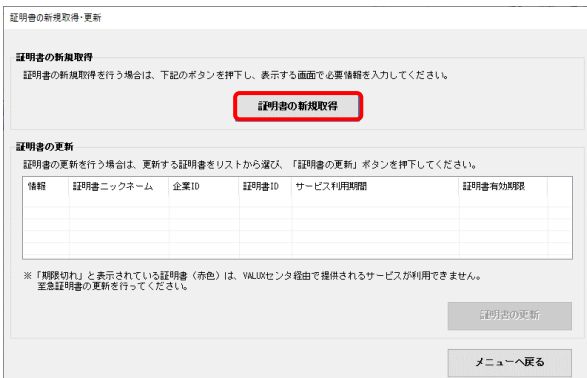 証明書の新規取得・更新
証明書の新規取得
証明書の新規取得を行う場合は、下記のボタンを押下し、表示する画面で必要情報を入力してください。
証明書の新規取得
証明書の更新
証明書の更新を行う場合は、更新する証明書をリストから選び、「証明書の更新」ボタンを押下してください。
情報 証明書ニックネーム 企業ID 証明書ID サービス利用期間 証明書有効期限
※「期限切れ」と表示されている証明書（赤色）は、VALUXセンタ経由で提供されるサービスが利用できません。
至急証明書の更新を行ってください。
証明書の更新
メニューへ戻る